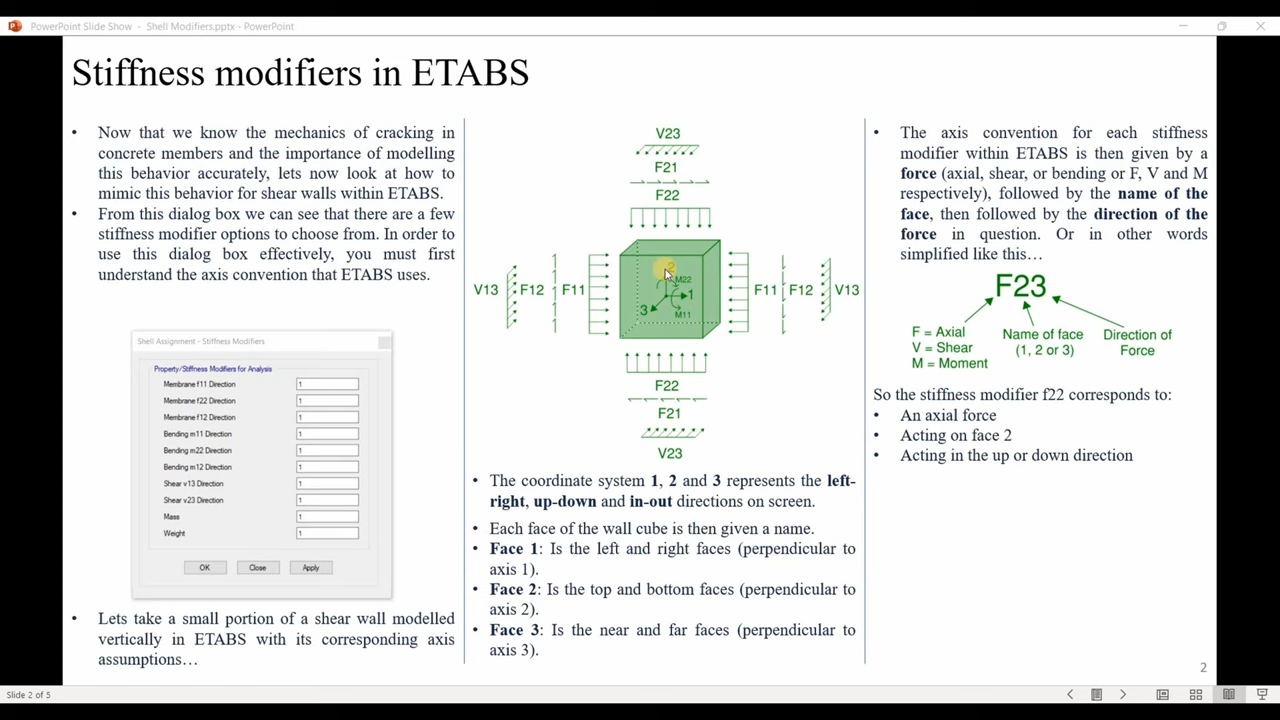 PowerPoint Slide Show - Shell Modifiers.pptx - PowerPoint
Stiffness modifiers in ETABS
• Now that we know the mechanics of cracking in
concrete members and the importance of modelling
this behavior accurately, lets now look at how to
mimic this behavior for shear walls within ETABS.
• From this dialog box we can see that there are a few
stiffness modifier options to choose from. In order to
use this dialog box effectively, you must first
understand the axis convention that ETABS uses.
Shell Assignment - Stiffness Modifiers
Property/Stiffness Modifiers for Analysis
Membrane f11 Direction 1
Membrane f22 Direction 1
Membrane f12 Direction 1
Bending m11 Direction 1
Bending m22 Direction 1
Bending m12 Direction 1
Shear v13 Direction 1
Shear v23 Direction 1
Mass 1
Weight 1
OK Close Apply
• Lets take a small portion of a shear wall modelled
vertically in ETABS with its corresponding axis
assumptions…
V23
F21
F22
V13 F12 F11
2
M22
1
3
M11
F11 F12 V13
F22
F21
V23
• The coordinate system 1, 2 and 3 represents the left-
right, up-down and in-out directions on screen.
• Each face of the wall cube is then given a name.
• Face 1: Is the left and right faces (perpendicular to
axis 1).
• Face 2: Is the top and bottom faces (perpendicular to
axis 2).
• Face 3: Is the near and far faces (perpendicular to
axis 3).
• The axis convention for each stiffness
modifier within ETABS is then given by a
force (axial, shear, or bending or F, V and M
respectively), followed by the name of the
face, then followed by the direction of the
force in question. Or in other words
simplified like this…
F23
F = Axial
V = Shear
M = Moment
Name of face
(1, 2 or 3)
Direction of
Force
So the stiffness modifier f22 corresponds to:
• An axial force
• Acting on face 2
• Acting in the up or down direction
2
Slide 2 of 5